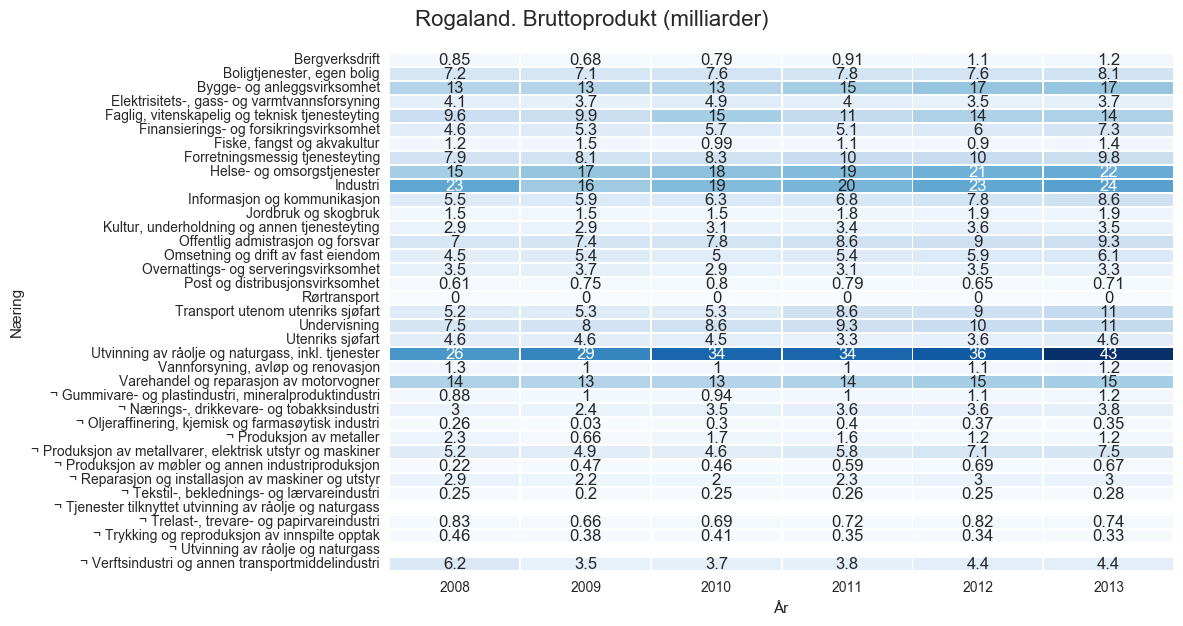 Rogaland. Bruttoprodukt (milliarder)
Næring
Bergverksdrift 0.85 0.68 0.79 0.91 1.1 1.2
Boligtjenester, egen bolig 7.2 7.1 7.6 7.8 7.6 8.1
Bygge- og anleggsvirksomhet 13 13 13 15 17 17
Elektrisitets-, gass- og varmtvannsforsyning 4.1 3.7 4.9 4 3.5 3.7
Faglig, vitenskapelig og teknisk tjenesteyting 9.6 9.9 15 11 14 14
Finansierings- og forsikringsvirksomhet 4.6 5.3 5.7 5.1 6 7.3
Fiske, fangst og akvakultur 1.2 1.5 0.99 1.1 0.9 1.4
Forretningsmessig tjenesteyting 7.9 8.1 8.3 10 10 9.8
Helse- og omsorgstjenester 15 17 18 19 21 22
Industri 23 16 19 20 23 24
Informasjon og kommunikasjon 5.5 5.9 6.3 6.8 7.8 8.6
Jordbruk og skogbruk 1.5 1.5 1.5 1.8 1.9 1.9
Kultur, underholdning og annen tjenesteyting 2.9 2.9 3.1 3.4 3.6 3.5
Offentlig admistrasjon og forsvar 7 7.4 7.8 8.6 9 9.3
Omsetning og drift av fast eiendom 4.5 5.4 5 5.4 5.9 6.1
Overnattings- og serveringsvirksomhet 3.5 3.7 2.9 3.1 3.5 3.3
Post og distribusjonsvirksomhet 0.61 0.75 0.8 0.79 0.65 0.71
Rørtransport 0 0 0 0 0 0
Transport utenom utenriks sjøfart 5.2 5.3 5.3 8.6 9 11
Undervisning 7.5 8 8.6 9.3 10 11
Utenriks sjøfart 4.6 4.6 4.5 3.3 3.6 4.6
Utvinning av råolje og naturgass, inkl. tjenester 26 29 34 34 36 43
Vannforsyning, avløp og renovasjon 1.3 1 1 1 1.1 1.2
Varehandel og reparasjon av motorvogner 14 13 13 14 15 15
¬ Gummivare- og plastindustri, mineralproduktindustri 0.88 1 0.94 1 1.1 1.2
¬ Nærings-, drikkevare- og tobakksindustri 3 2.4 3.5 3.6 3.6 3.8
¬ Oljeraffinering, kjemisk og farmasøytisk industri 0.26 0.03 0.3 0.4 0.37 0.35
¬ Produksjon av metaller 2.3 0.66 1.7 1.6 1.2 1.2
¬ Produksjon av metallvarer, elektrisk utstyr og maskiner 5.2 4.9 4.6 5.8 7.1 7.5
¬ Produksjon av møbler og annen industriproduksjon 0.22 0.47 0.46 0.59 0.69 0.67
¬ Reparasjon og installasjon av maskiner og utstyr 2.9 2.2 2 2.3 3 3
¬ Tekstil-, beklednings- og lærvareindustri 0.25 0.2 0.25 0.26 0.25 0.28
¬ Tjenester tilknyttet utvinning av råolje og naturgass
¬ Trelast-, trevare- og papirvareindustri 0.83 0.66 0.69 0.72 0.82 0.74
¬ Trykking og reproduksjon av innspilte opptak 0.46 0.38 0.41 0.35 0.34 0.33
¬ Utvinning av råolje og naturgass
¬ Verftsindustri og annen transportmiddelindustri 6.2 3.5 3.7 3.8 4.4 4.4
2008 2009 2010 2011 2012 2013
År